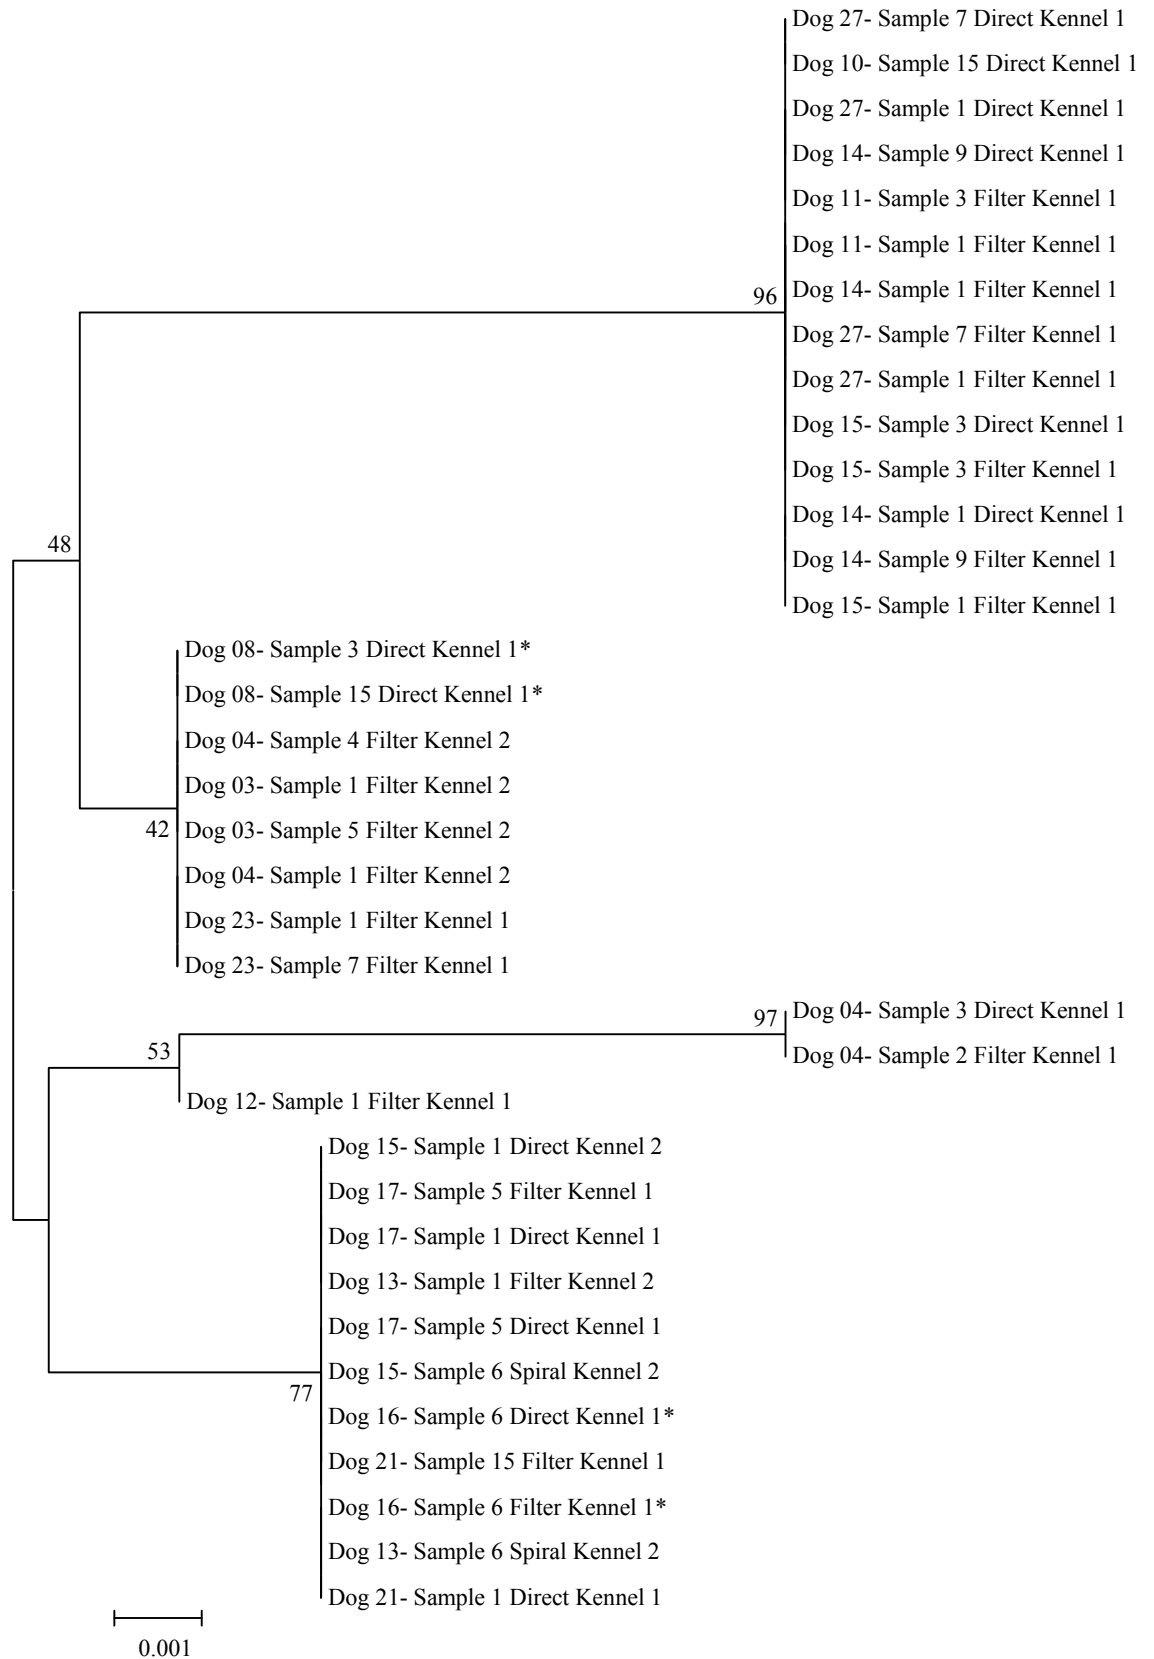 Dog 27- Sample 7 Direct Kennel 1
Dog 10- Sample 15 Direct Kennel 1
Dog 27- Sample 1 Direct Kennel 1
Dog 14- Sample 9 Direct Kennel 1
Dog 11- Sample 3 Filter Kennel 1
Dog 11- Sample 1 Filter Kennel 1
Dog 14- Sample 1 Filter Kennel 1
96
Dog 27- Sample 7 Filter Kennel 1
Dog 27- Sample 1 Filter Kennel 1
Dog 15- Sample 3 Direct Kennel 1
Dog 15- Sample 3 Filter Kennel 1
Dog 14- Sample 1 Direct Kennel 1
48
Dog 14- Sample 9 Filter Kennel 1
Dog 15- Sample 1 Filter Kennel 1
Dog 08- Sample 3 Direct Kennel 1*
Dog 08- Sample 15 Direct Kennel 1*
Dog 04- Sample 4 Filter Kennel 2
Dog 03- Sample 1 Filter Kennel 2
42
Dog 03- Sample 5 Filter Kennel 2
Dog 04- Sample 1 Filter Kennel 2
Dog 23- Sample 1 Filter Kennel 1
Dog 23- Sample 7 Filter Kennel 1
Dog 04- Sample 3 Direct Kennel 1
97
53
Dog 04- Sample 2 Filter Kennel 1
Dog 12- Sample 1 Filter Kennel 1
Dog 15- Sample 1 Direct Kennel 2
Dog 17- Sample 5 Filter Kennel 1
Dog 17- Sample 1 Direct Kennel 1
Dog 13- Sample 1 Filter Kennel 2
Dog 17- Sample 5 Direct Kennel 1
Dog 15- Sample 6 Spiral Kennel 2
77
Dog 16- Sample 6 Direct Kennel 1*
Dog 21- Sample 15 Filter Kennel 1
Dog 16- Sample 6 Filter Kennel 1*
Dog 13- Sample 6 Spiral Kennel 2
Dog 21- Sample 1 Direct Kennel 1
0.001